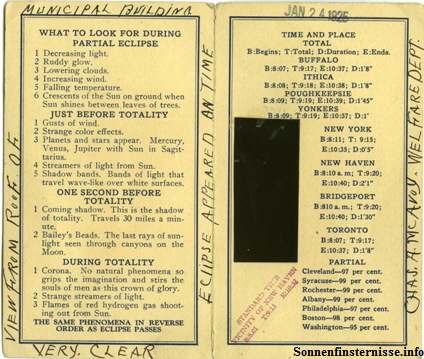 MUNICIPAL BUILDING
VIEW FROM ROOF OF
WHAT TO LOOK FOR DURING
PARTIAL ECLIPSE
1 Decreasing light.
2 Ruddy glow.
3 Lowering clouds.
4 Increasing wind.
5 Falling temperature.
6 Crescents of the Sun on ground when
Sun shines between leaves of trees.
JUST BEFORE TOTALITY
1 Gusts of wind.
2 Strange color effects.
3 Planets and stars appear. Mercury,
Venus, Jupiter with Sun in Sagit-
tarius.
4 Streamers of light from Sun.
5 Shadow bands. Bands of light that
travel wave-like over white surfaces.
ONE SECOND BEFORE
TOTALITY
1 Coming shadow. This is the shadow
of totality. Travels 30 miles a min-
ute.
2 Bailey's Beads. The last rays of sun-
light seen through canyons on the
Moon.
DURING TOTALITY
1 Corona. No natural phenomena so
grips the imagination and stirs the
souls of men as this crown of glory.
2 Strange streamers of light.
3 Flames of red hydrogen gas shoot-
ing out from Sun.
THE SAME PHENOMENA IN REVERSE
ORDER AS ECLIPSE PASSES
VERY. CLEAR
ECLIPSE APPEARED ON TIME
JAN 24 1925
TIME AND PLACE
TOTAL
B:Begins; T:Total; D:Duration; E:Ends.
BUFFALO
B:8:07; T:9:17; E:10:37; D:1'8"
ITHICA
B:8:08; T:9:18; E:10:38; D:1'8"
POUGHKEEPSIE
B:8:09; T:9:19; E:10:39; D:1'45"
YONKERS
B:8:09; T:9:19; E:10:37; D:1'
NEW YORK
B:8:11; T: 9:15;
E:10:35; D:0'5"
NEW HAVEN
B:8:10 a.m.; T:9:20;
E:10:40; D:2'1"
BRIDGEPORT
B:8:10 a.m.; T:9:20;
E:10:40; D:1'30"
TORONTO
B:8:07; T:9:17;
E:10:37; D:1'8"
PARTIAL
Cleveland—97 per cent.
Syracuse—99 per cent.
Rochester—99 per cent.
Albany—99 per cent.
Philadelphia—97 per cent.
Boston—98 per cent.
Washington—95 per cent.
STANDARD TIME
VICINITY OF NEW HAVEN
CHAS. A. McAVOY. WELFARE DEPT.
Sonnenfinsternisse.info